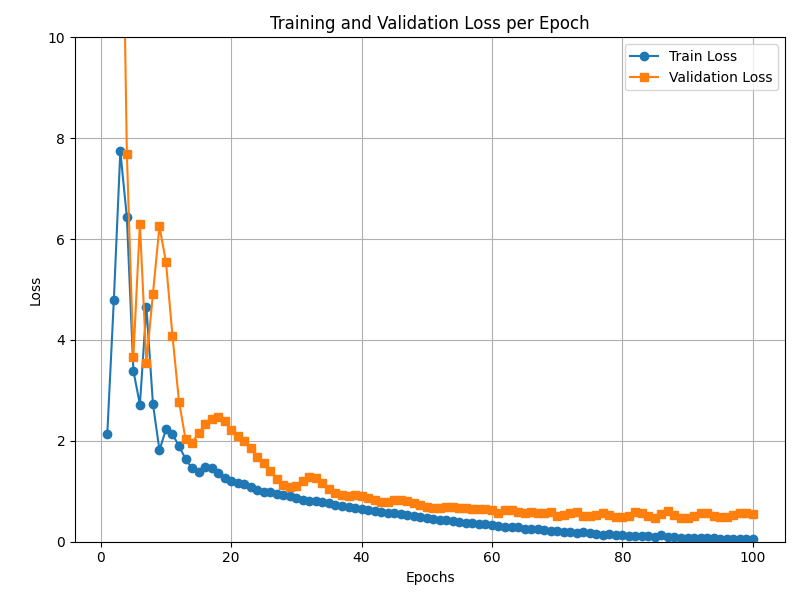 Training and Validation Loss per Epoch
Train Loss
Validation Loss
Loss
10
8
6
4
2
0
0 20 40 60 80 100
Epochs